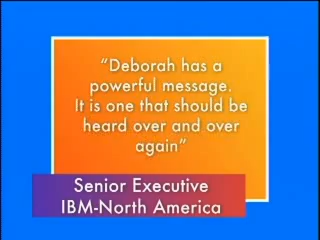 “Deborah has a
powerful message.
It is one that should be
heard over and over
again”
Senior Executive
IBM-North America